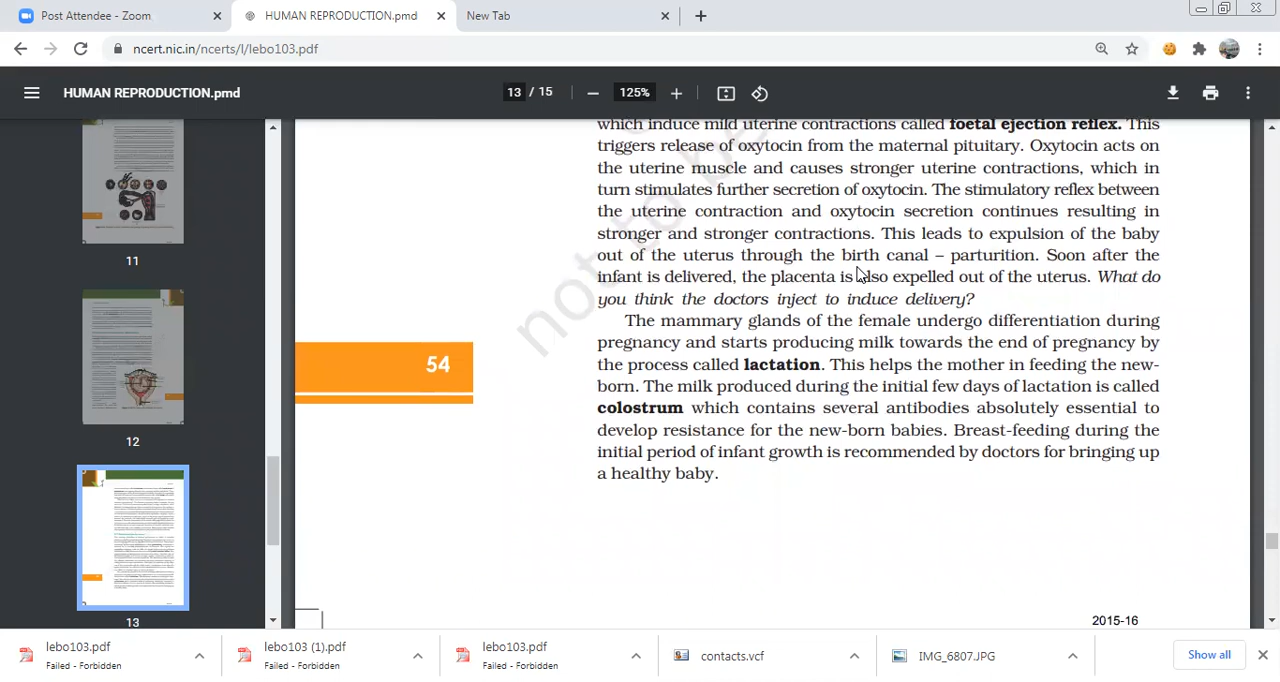 Post Attendee - Zoom
HUMAN REPRODUCTION.pmd
New Tab
ncert.nic.in/ncerts/l/lebo103.pdf
HUMAN REPRODUCTION.pmd
13 / 15
125%
11
12
13
which induce mild uterine contractions called foetal ejection reflex. This
triggers release of oxytocin from the maternal pituitary. Oxytocin acts on
the uterine muscle and causes stronger uterine contractions, which in
turn stimulates further secretion of oxytocin. The stimulatory reflex between
the uterine contraction and oxytocin secretion continues resulting in
stronger and stronger contractions. This leads to expulsion of the baby
out of the uterus through the birth canal – parturition. Soon after the
infant is delivered, the placenta is also expelled out of the uterus. What do
you think the doctors inject to induce delivery?
The mammary glands of the female undergo differentiation during
pregnancy and starts producing milk towards the end of pregnancy by
the process called lactation. This helps the mother in feeding the new-
born. The milk produced during the initial few days of lactation is called
colostrum which contains several antibodies absolutely essential to
develop resistance for the new-born babies. Breast-feeding during the
initial period of infant growth is recommended by doctors for bringing up
a healthy baby.
54
not to be
2015-16
lebo103.pdf
Failed - Forbidden
lebo103 (1).pdf
Failed - Forbidden
lebo103.pdf
Failed - Forbidden
contacts.vcf
IMG_6807.JPG
Show all